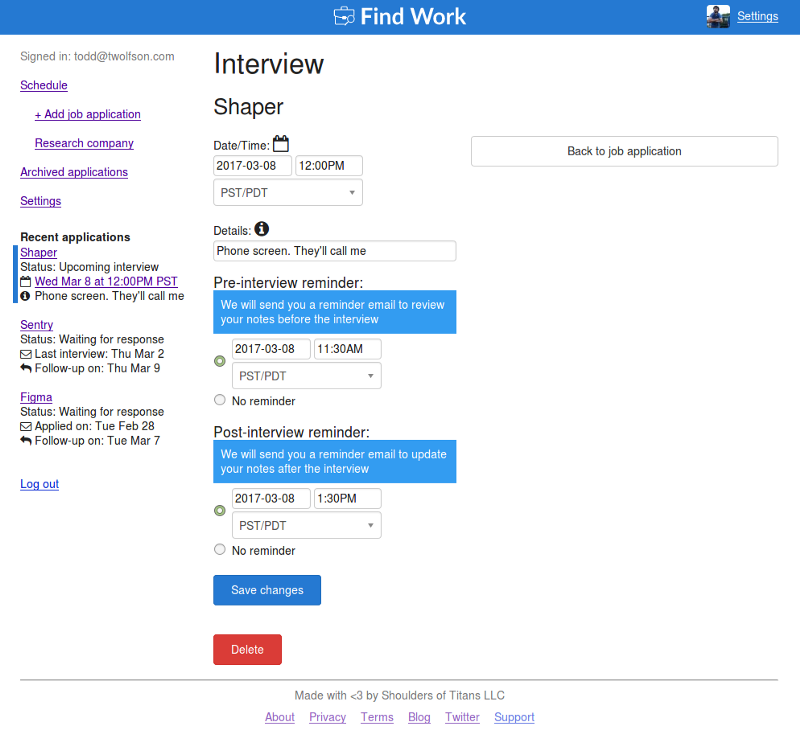 Find Work
Settings
Signed in: todd@twolfson.com
Schedule
+ Add job application
Research company
Archived applications
Settings
Recent applications
Shaper
Status: Upcoming interview
Wed Mar 8 at 12:00PM PST
Phone screen. They'll call me
Sentry
Status: Waiting for response
Last interview: Thu Mar 2
Follow-up on: Thu Mar 9
Figma
Status: Waiting for response
Applied on: Tue Feb 28
Follow-up on: Tue Mar 7
Log out
Interview
Shaper
Date/Time:
2017-03-08 12:00PM
PST/PDT
Back to job application
Details:
Phone screen. They'll call me
Pre-interview reminder:
We will send you a reminder email to review
your notes before the interview
2017-03-08 11:30AM
PST/PDT
No reminder
Post-interview reminder:
We will send you a reminder email to update
your notes after the interview
2017-03-08 1:30PM
PST/PDT
No reminder
Save changes
Delete
Made with <3 by Shoulders of Titans LLC
About Privacy Terms Blog Twitter Support